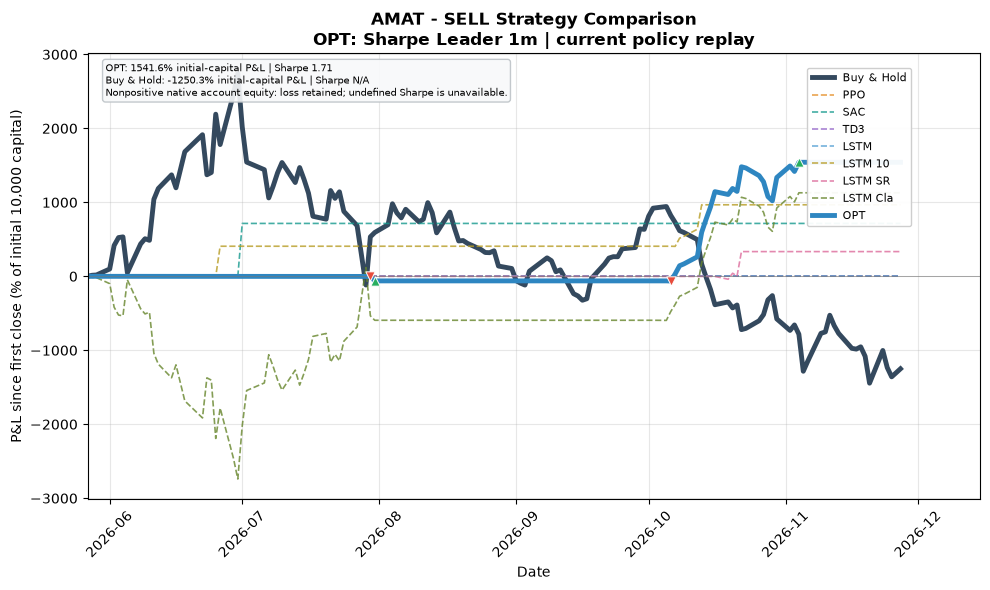 AMAT - SELL Strategy Comparison
OPT: Sharpe Leader 1m | current policy replay
OPT: 1541.6% initial-capital P&L | Sharpe 1.71
Buy & Hold: -1250.3% initial-capital P&L | Sharpe N/A
Nonpositive native account equity: loss retained; undefined Sharpe is unavailable.
Buy & Hold
PPO
SAC
TD3
LSTM
LSTM 10
LSTM SR
LSTM Cla
OPT
P&L since first close (% of initial 10,000 capital)
3000
2000
1000
0
−1000
−2000
−3000
2026-06
2026-07
2026-08
2026-09
2026-10
2026-11
2026-12
Date